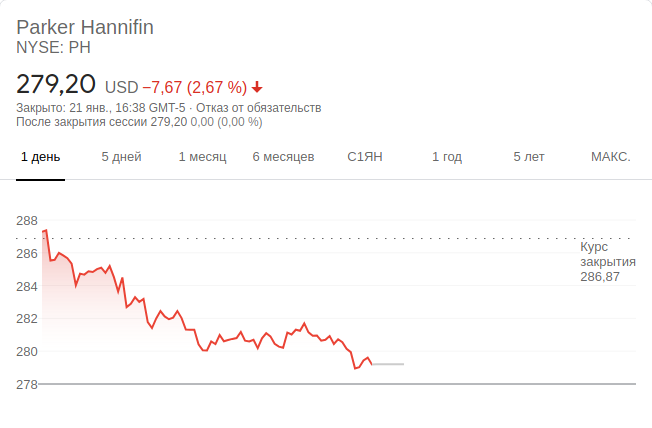 Parker Hannifin
NYSE: PH
279,20 USD −7,67 (2,67 %)
Закрыто: 21 янв., 16:38 GMT-5 · Отказ от обязательств
После закрытия сессии 279,20 0,00 (0,00 %)
1 день 5 дней 1 месяц 6 месяцев С1ЯН 1 год 5 лет МАКС.
288
286
284
282
280
278
Курс
закрытия
286,87